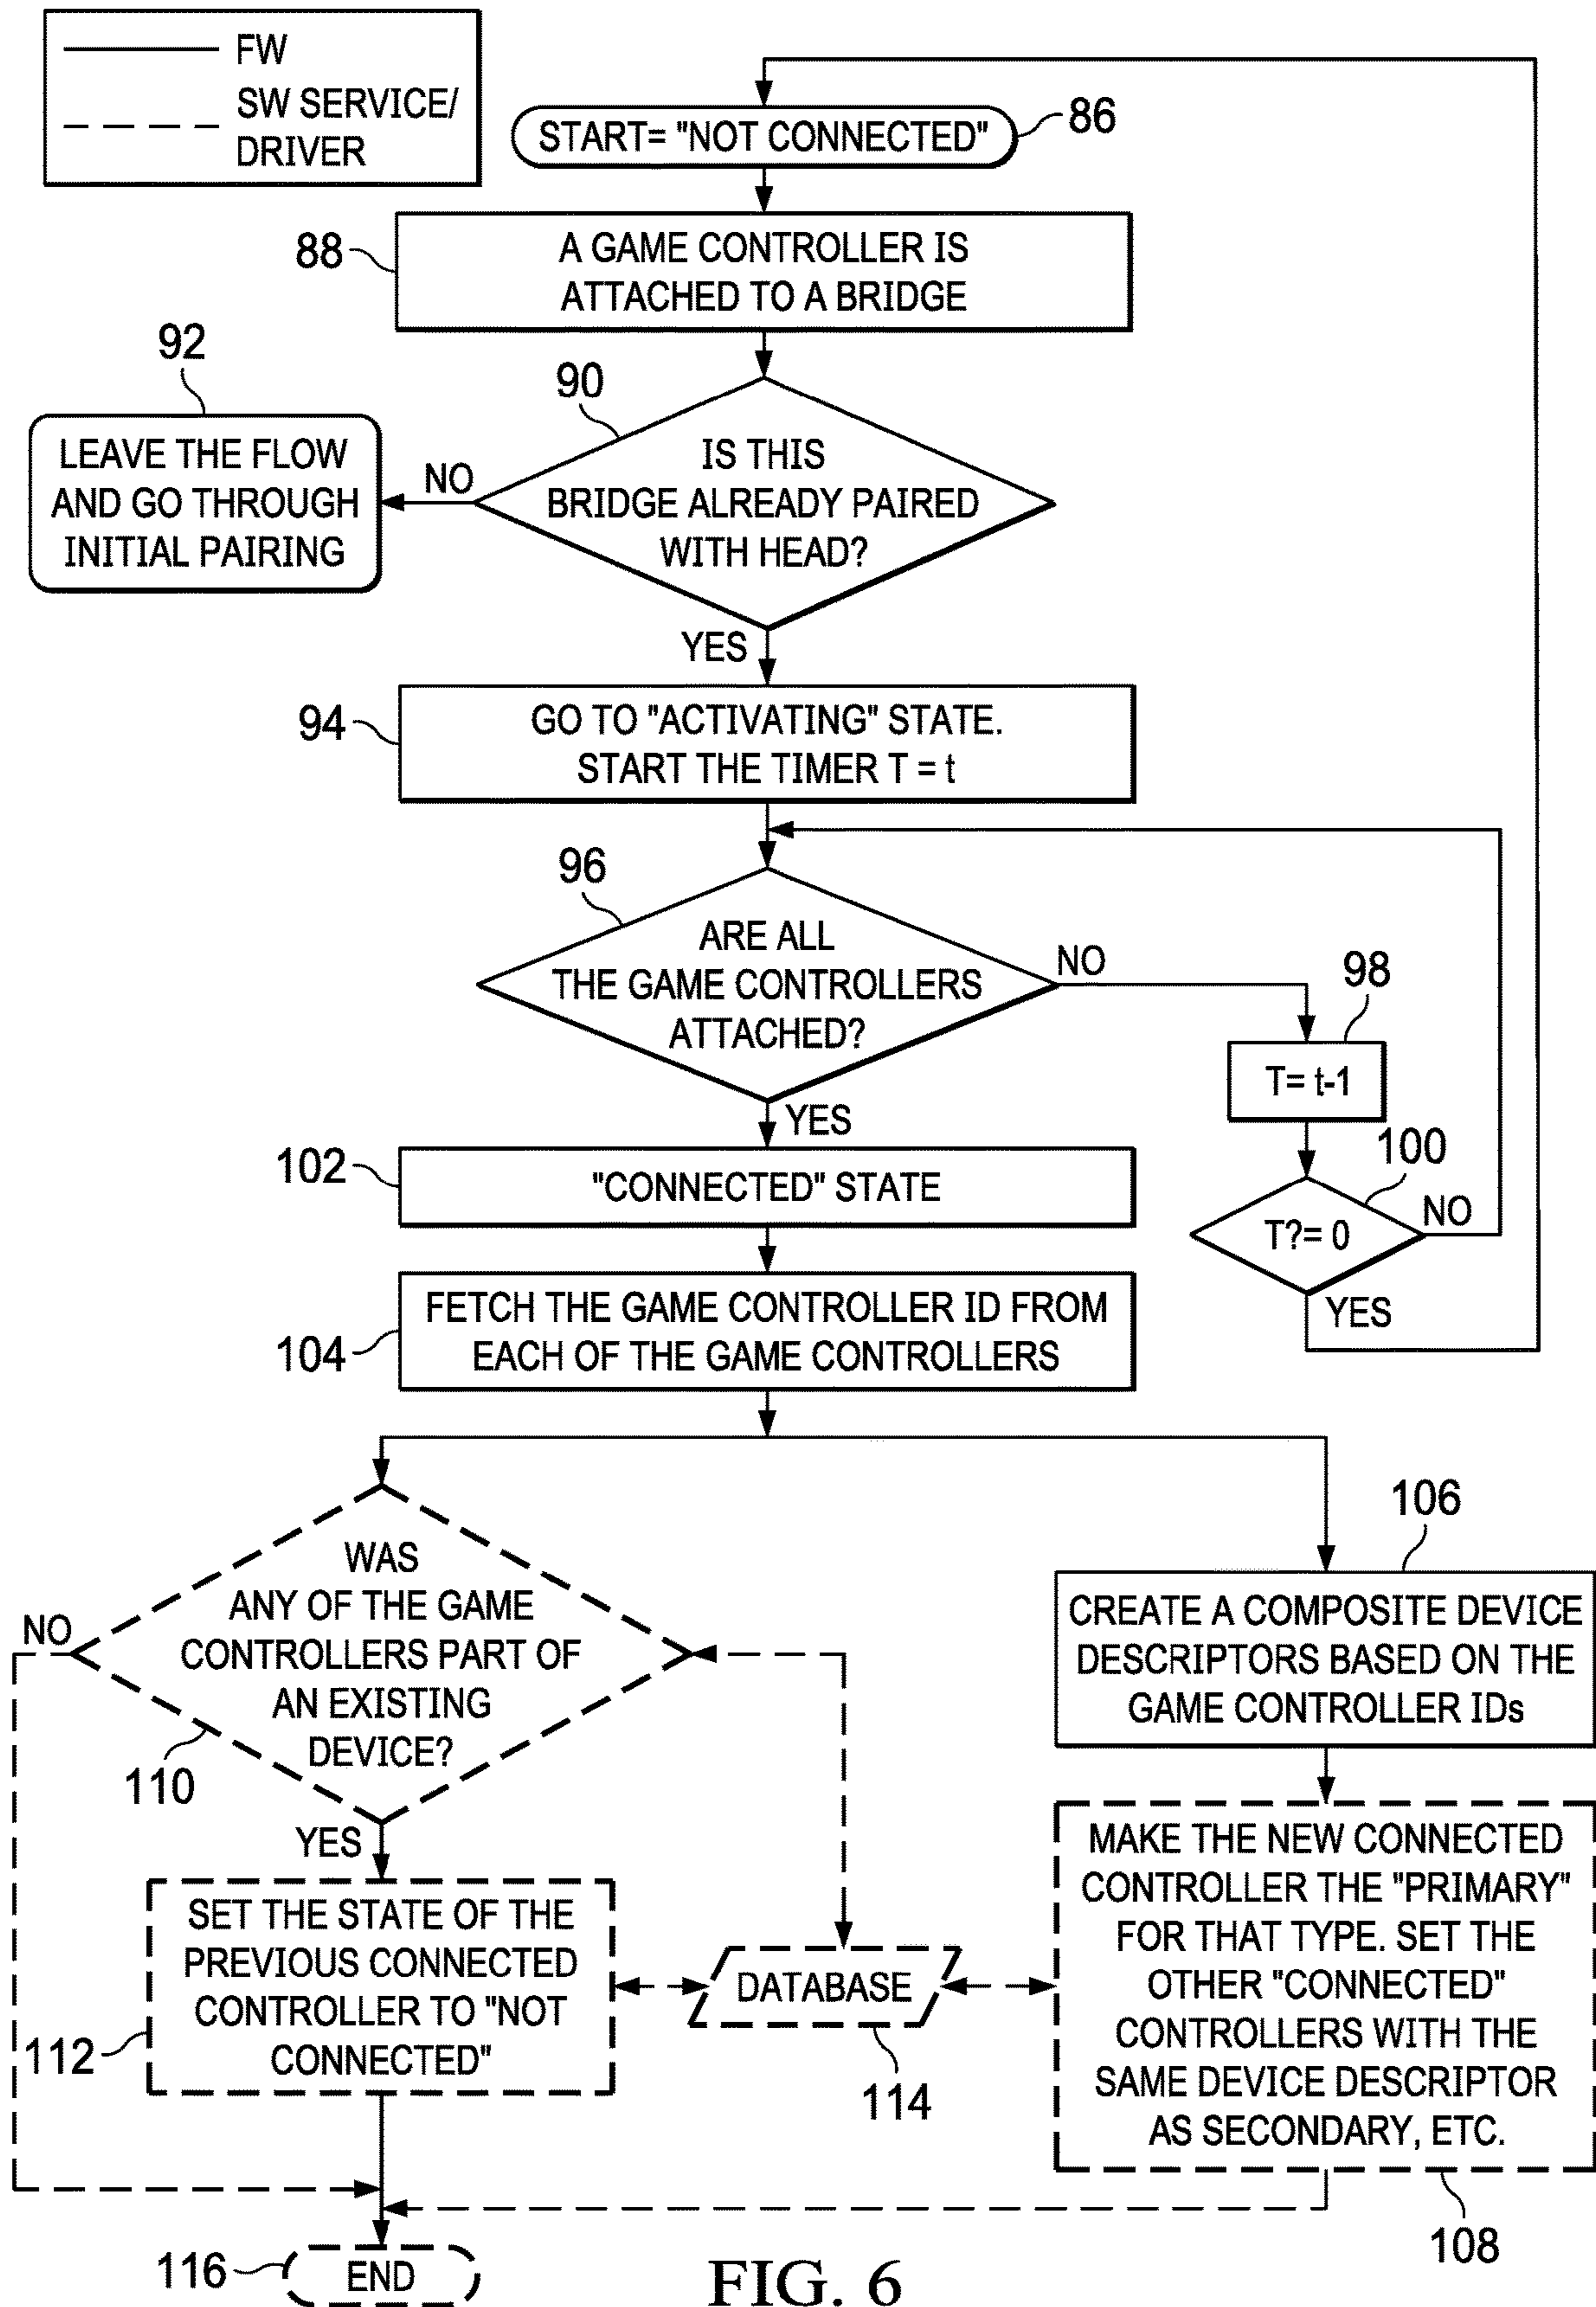 FW
SW SERVICE/
DRIVER
START= "NOT CONNECTED"
86
88
A GAME CONTROLLER IS
ATTACHED TO A BRIDGE
92
LEAVE THE FLOW
AND GO THROUGH
INITIAL PAIRING
NO
90
IS THIS
BRIDGE ALREADY PAIRED
WITH HEAD?
YES
94
GO TO "ACTIVATING" STATE.
START THE TIMER T = t
96
ARE ALL
THE GAME CONTROLLERS
ATTACHED?
NO
98
T= t-1
100
T?= 0
NO
YES
YES
102
"CONNECTED" STATE
104
FETCH THE GAME CONTROLLER ID FROM
EACH OF THE GAME CONTROLLERS
106
CREATE A COMPOSITE DEVICE
DESCRIPTORS BASED ON THE
GAME CONTROLLER IDs
WAS
ANY OF THE GAME
CONTROLLERS PART OF
AN EXISTING
DEVICE?
NO
110
YES
SET THE STATE OF THE
PREVIOUS CONNECTED
CONTROLLER TO "NOT
CONNECTED"
112
DATABASE
114
MAKE THE NEW CONNECTED
CONTROLLER THE "PRIMARY"
FOR THAT TYPE. SET THE
OTHER "CONNECTED"
CONTROLLERS WITH THE
SAME DEVICE DESCRIPTOR
AS SECONDARY, ETC.
108
116
END
FIG. 6